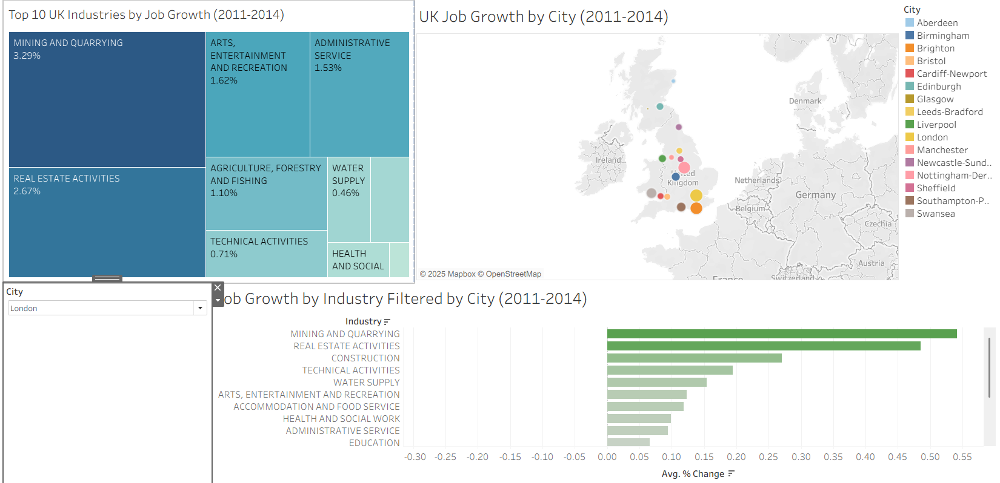 Top 10 UK Industries by Job Growth (2011-2014)
MINING AND QUARRYING
3.29%
REAL ESTATE ACTIVITIES
2.67%
ARTS,
ENTERTAINMENT
AND RECREATION
1.62%
ADMINISTRATIVE
SERVICE
1.53%
AGRICULTURE, FORESTRY
AND FISHING
1.10%
TECHNICAL ACTIVITIES
0.71%
WATER
SUPPLY
0.46%
HEALTH
AND SOCIAL
UK Job Growth by City (2011-2014)
Denmark
Ireland
United
Kingdom
Netherlands
Belgium
Germany
Czechia
Austria
France
Switzerland
© 2025 Mapbox © OpenStreetMap
City
Aberdeen
Birmingham
Brighton
Bristol
Cardiff-Newport
Edinburgh
Glasgow
Leeds-Bradford
Liverpool
London
Manchester
Newcastle-Sund..
Nottingham-Der..
Sheffield
Southampton-P..
Swansea
City
London
ob Growth by Industry Filtered by City (2011-2014)
Industry
MINING AND QUARRYING
REAL ESTATE ACTIVITIES
CONSTRUCTION
TECHNICAL ACTIVITIES
WATER SUPPLY
ARTS, ENTERTAINMENT AND RECREATION
ACCOMMODATION AND FOOD SERVICE
HEALTH AND SOCIAL WORK
ADMINISTRATIVE SERVICE
EDUCATION
-0.30 -0.25 -0.20 -0.15 -0.10 -0.05 0.00 0.05 0.10 0.15 0.20 0.25 0.30 0.35 0.40 0.45 0.50 0.55
Avg. % Change